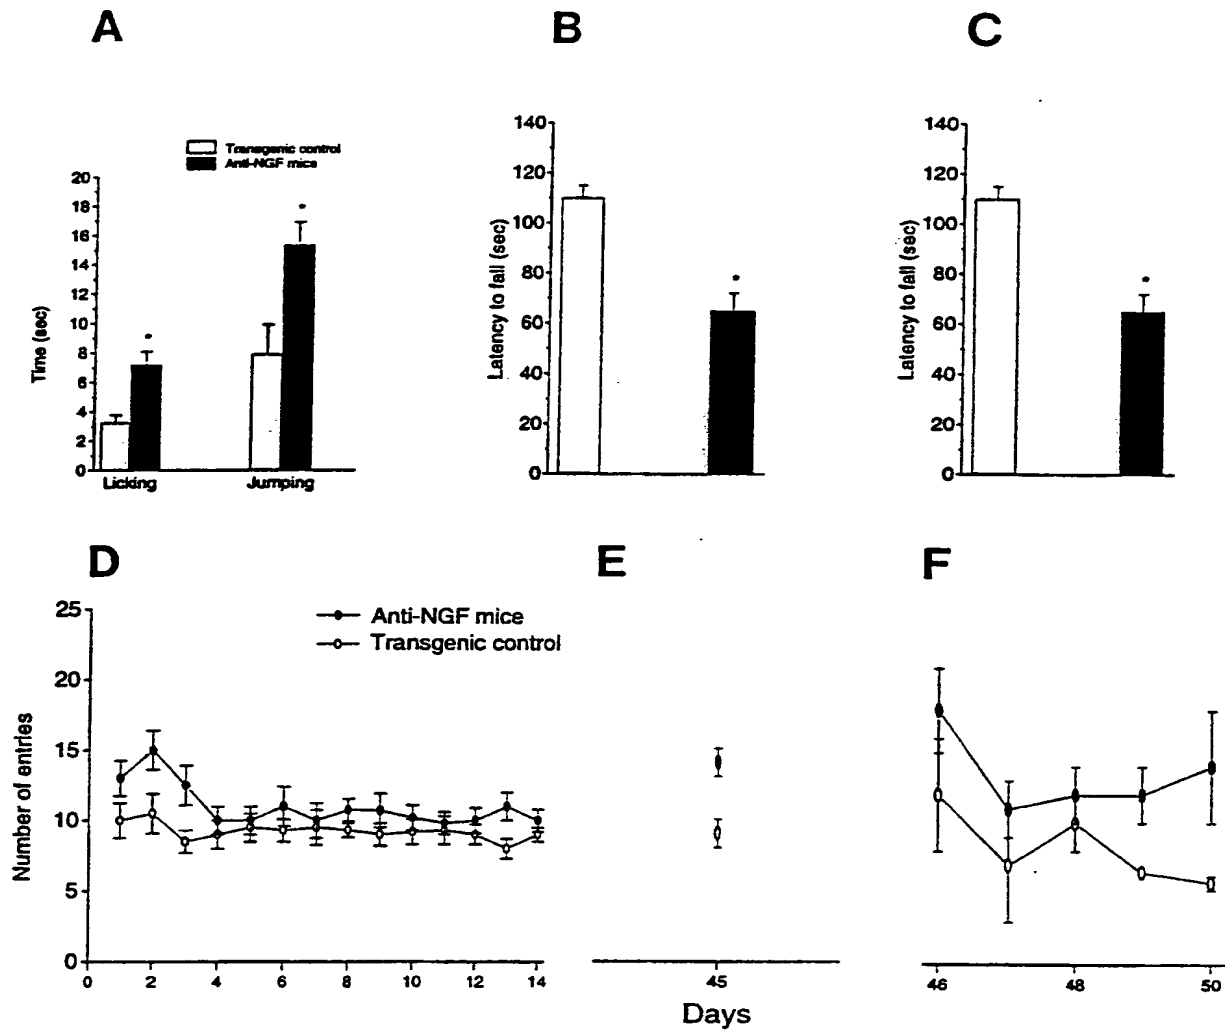 A
B
C
Transgenic control
Anti-NGF mice
20
18
16
14
12
10
8
6
4
2
0
Time (sec)
Licking
Jumping
140
120
100
80
60
40
20
0
Latency to fall (sec)
*
140
120
100
80
60
40
20
0
Latency to fall (sec)
*
*
*
D
E
F
Anti-NGF mice
Transgenic control
25
20
15
10
5
0
Number of entries
0 2 4 6 8 10 12 14
45
46 48 50
Days